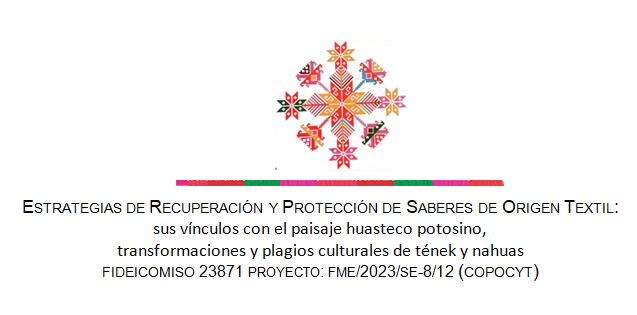 ESTRATEGIAS DE RECUPERACIÓN Y PROTECCIÓN DE SABERES DE ORIGEN TEXTIL:
sus vínculos con el paisaje huasteco potosino,
transformaciones y plagios culturales de tének y nahuas
FIDEICOMISO 23871 PROYECTO: FME/2023/SE-8/12 (COPOCYT)